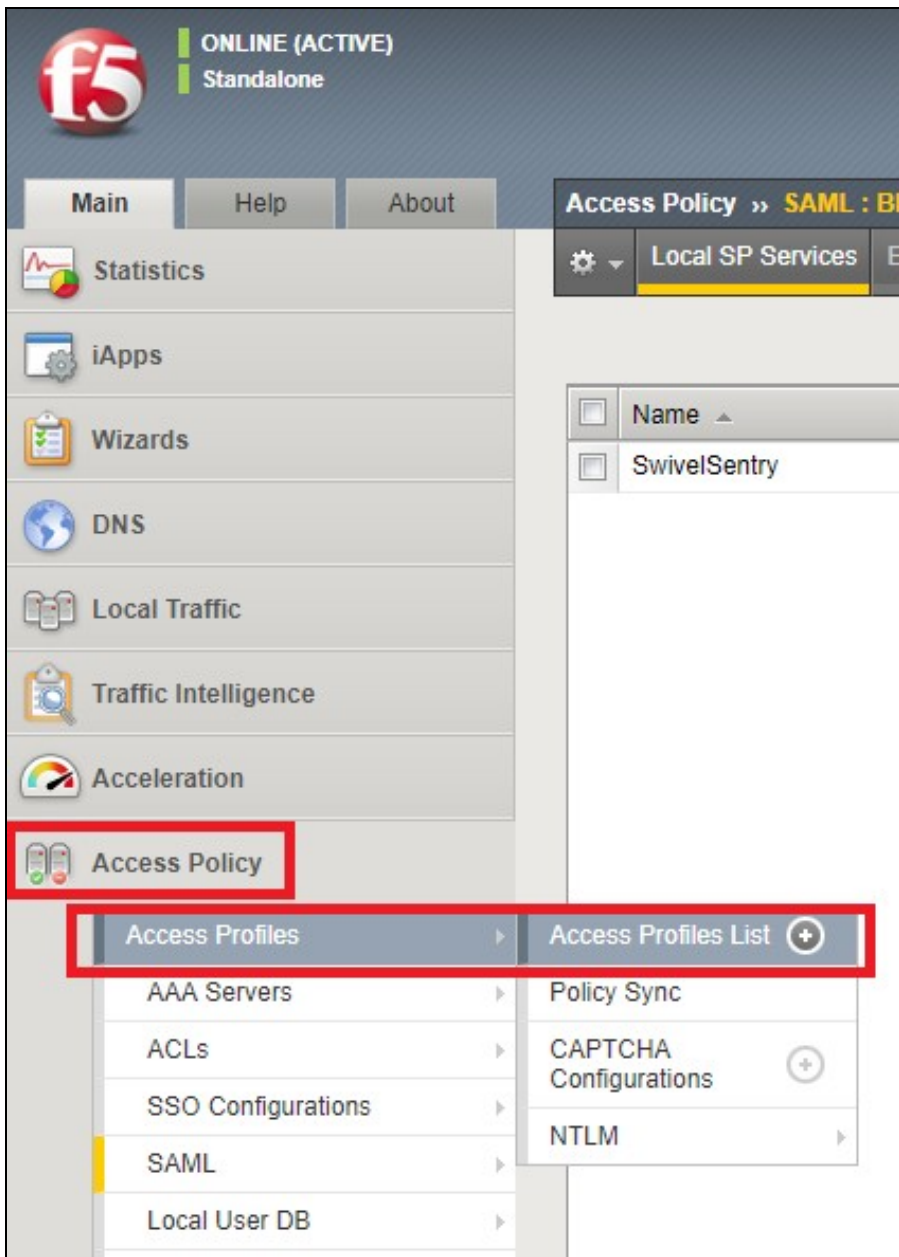 f5
ONLINE (ACTIVE)
Standalone
Main Help About
Access Policy ›› SAML :
Local SP Services
Statistics
iApps
Wizards
DNS
Local Traffic
Traffic Intelligence
Acceleration
Access Policy
Name
SwivelSentry
Access Profiles
AAA Servers
ACLs
SSO Configurations
SAML
Local User DB
Access Profiles List
Policy Sync
CAPTCHA
Configurations
NTLM